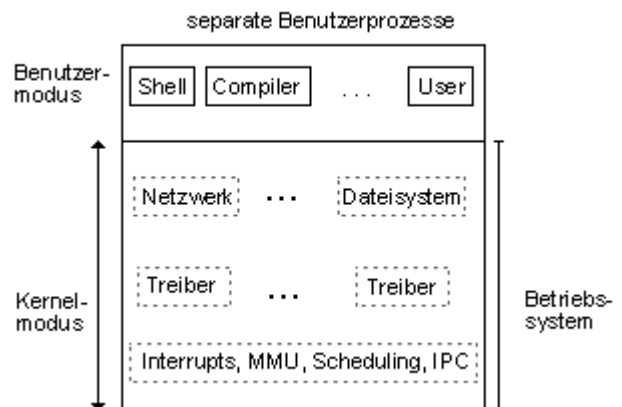 separate Benutzerprozesse
Benutzer-
modus
Shell Compiler . . . User
Netzwerk ... Dateisystem
Treiber ... Treiber
Kernel-
modus
Betriebs-
system
Interrupts, MMU, Scheduling, IPC